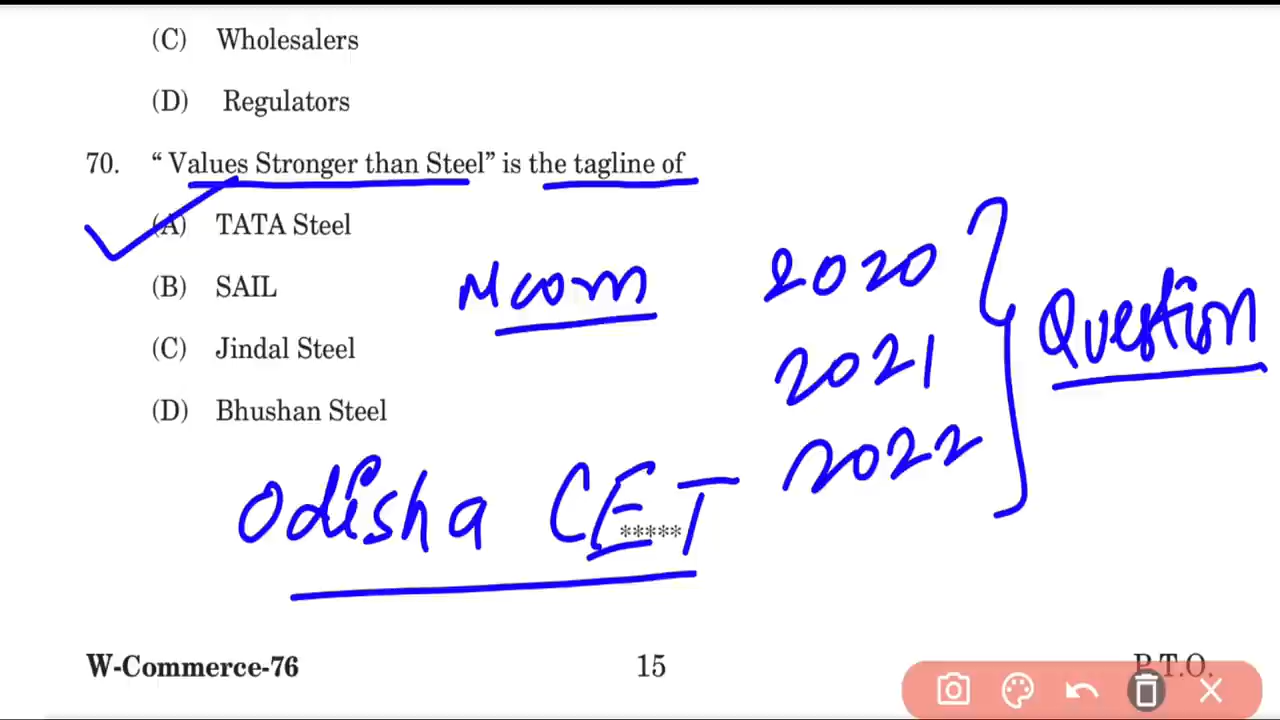 (C) Wholesalers
(D) Regulators
70. “ Values Stronger than Steel” is the tagline of
(A) TATA Steel
(B) SAIL
(C) Jindal Steel
(D) Bhushan Steel
Mcom
2020
2021
2022
Question
Odisha CET
*****
W-Commerce-76 15 P.T.O.